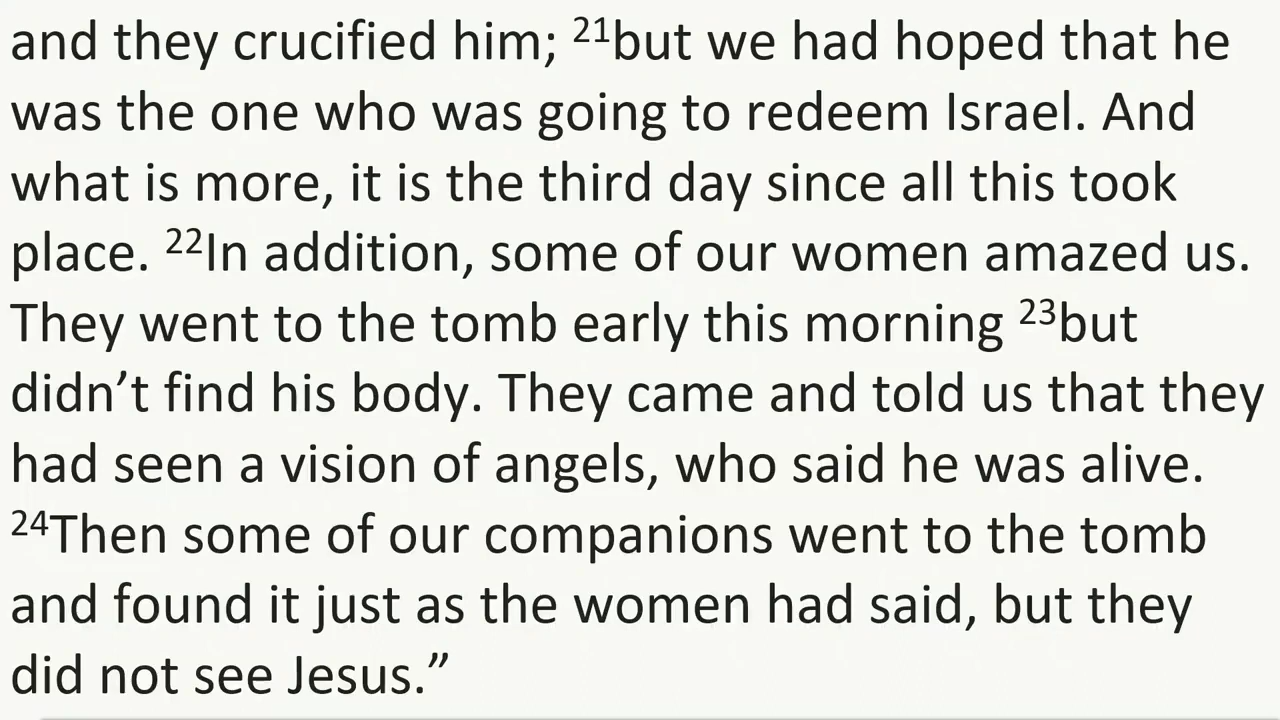 and they crucified him; 21but we had hoped that he
was the one who was going to redeem Israel. And
what is more, it is the third day since all this took
place. 22In addition, some of our women amazed us.
They went to the tomb early this morning 23but
didn’t find his body. They came and told us that they
had seen a vision of angels, who said he was alive.
24Then some of our companions went to the tomb
and found it just as the women had said, but they
did not see Jesus.”